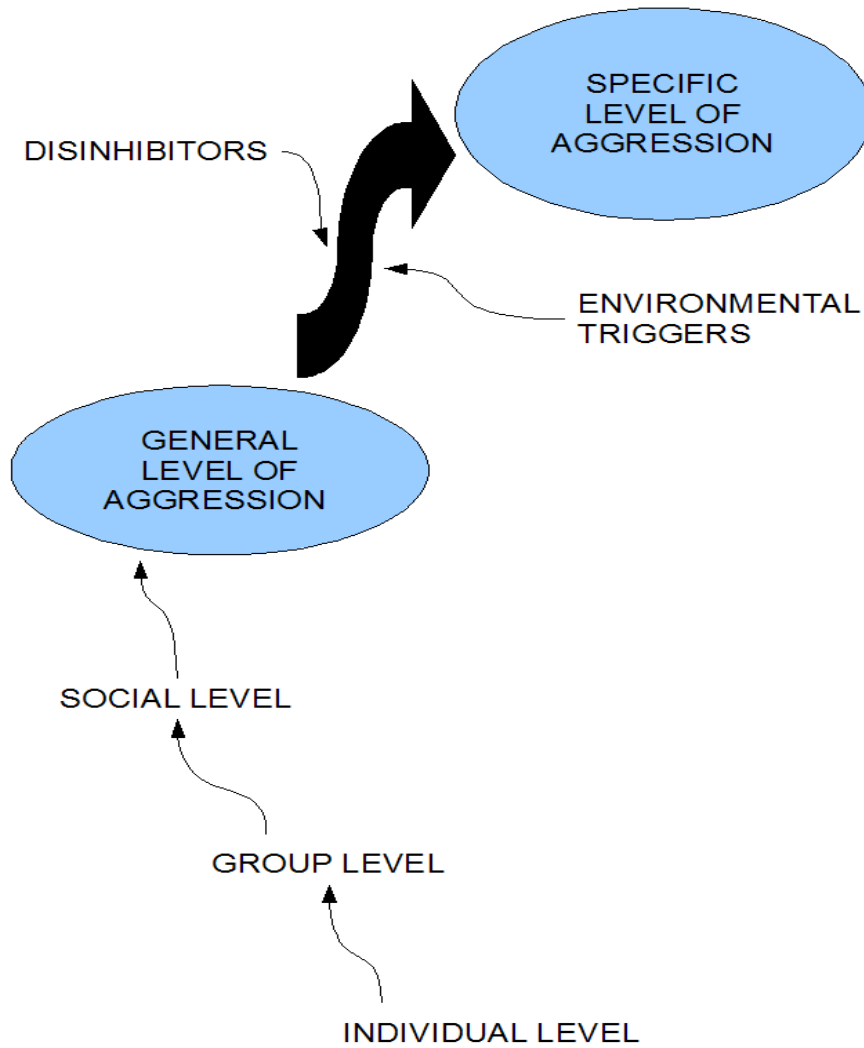 SPECIFIC
LEVEL OF
AGGRESSION
DISINHIBITORS
ENVIRONMENTAL
TRIGGERS
GENERAL
LEVEL OF
AGGRESSION
SOCIAL LEVEL
GROUP LEVEL
INDIVIDUAL LEVEL